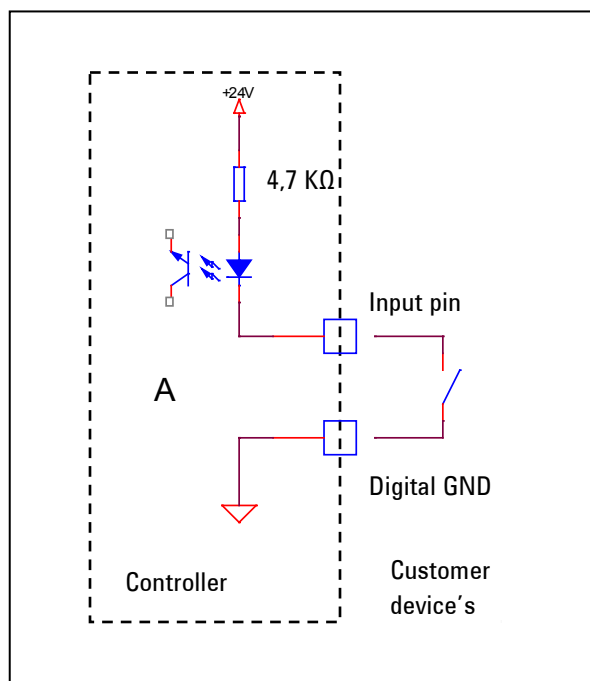 +24V
4,7 KΩ
Input pin
A
Digital GND
Controller
Customer
device´s